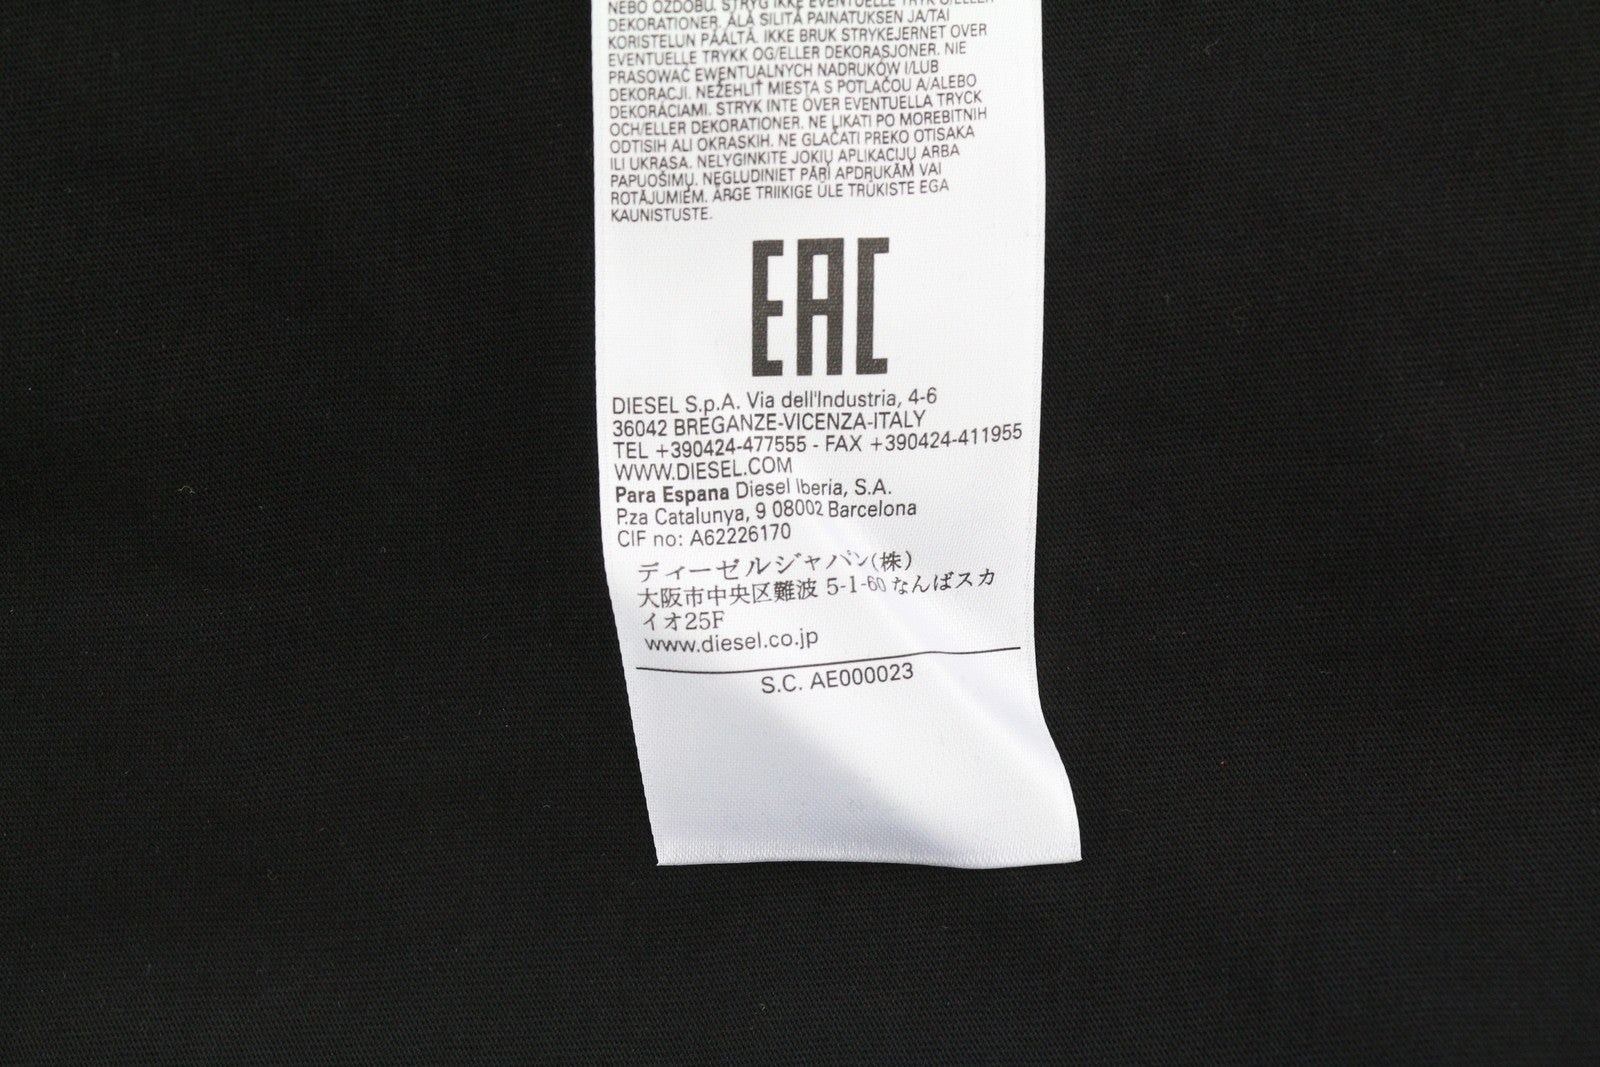 NEBO OZDOBU. STRYG IKKE EVENTUELLE TRYK O/ELLER
DEKORATIONER. ÄLÄ SILITÄ PAINATUKSEN JA/TAI
KORISTELUN PÄÄLTÄ. IKKE BRUK STRYKEJERNET OVER
EVENTUELLE TRYKK OG/ELLER DEKORASJONER. NIE
PRASOWAĆ EWENTUALNYCH NADRUKÓW I/LUB
DEKORACJI. NEŽEHLIŤ MIESTA S POTLAČOU A/ALEBO
DEKORÁCIAMI. STRYK INTE ÖVER EVENTUELLA TRYCK
OCH/ELLER DEKORATIONER. NE LIKATI PO MOREBITNIH
ODTISIH ALI OKRASKIH. NE GLAČATI PREKO OTISAKA
ILI UKRASA. NELYGINKITE JOKIŲ APLIKACIJŲ ARBA
PAPUOŠIMŲ. NEGLUDINIET PĀRI APDRUKĀM VAI
ROTĀJUMIEM. ÄRGE TRIIKIGE ÜLE TRÜKISTE EGA
KAUNISTUSTE.
EAC
DIESEL S.p.A. Via dell'Industria, 4-6
36042 BREGANZE-VICENZA-ITALY
TEL +390424-477555 - FAX +390424-411955
WWW.DIESEL.COM
Para Espana Diesel Iberia, S.A.
P.za Catalunya, 9 08002 Barcelona
CIF no: A62226170
ディーゼルジャパン(株)
大阪市中央区難波 5-1-60 なんばスカ
イオ25F
www.diesel.co.jp
S.C. AE000023